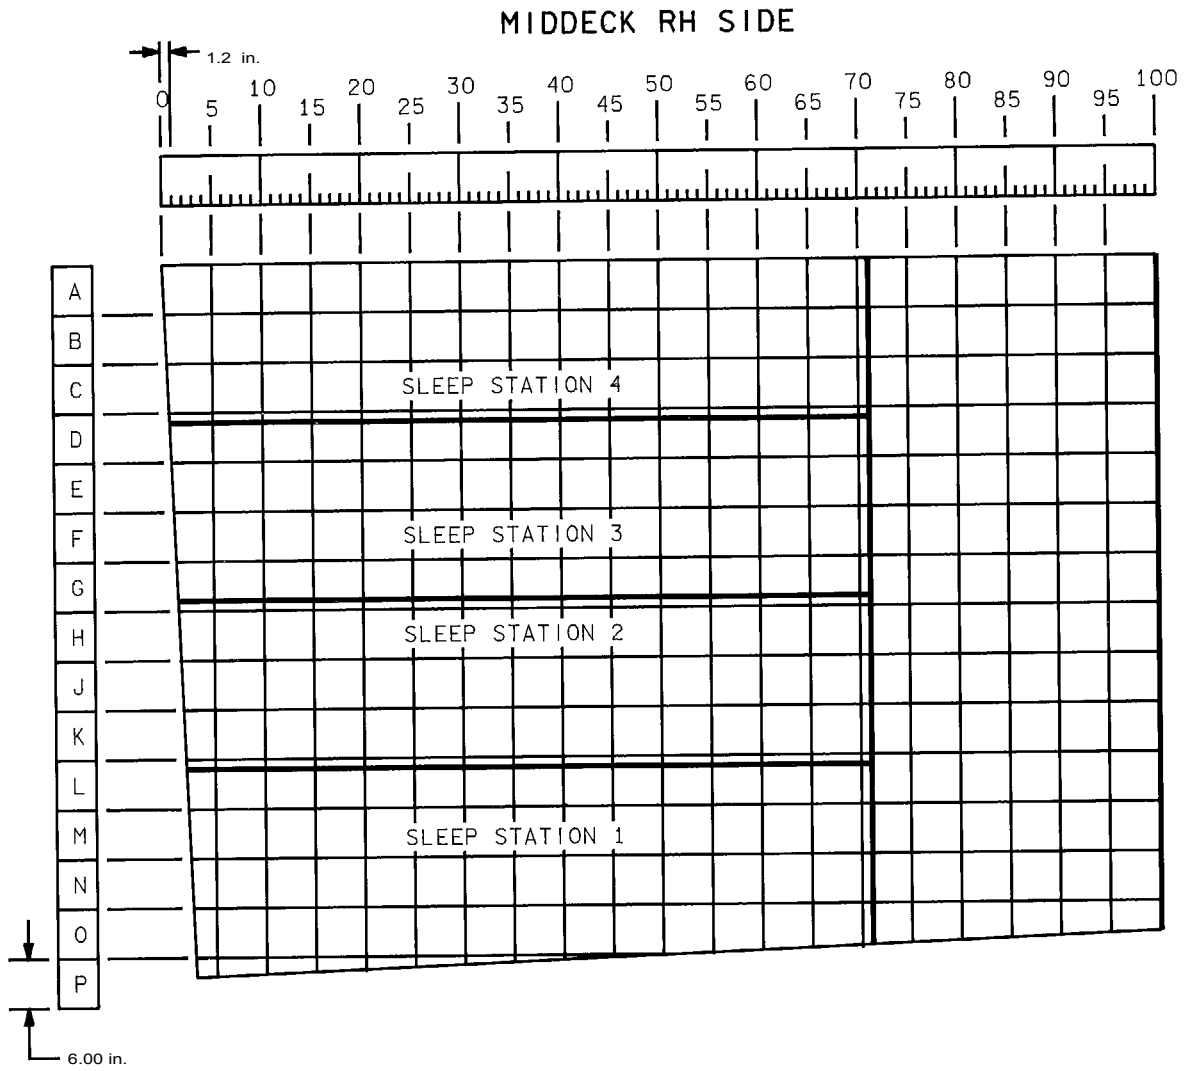 MIDDECK RH SIDE
1.2 in.
0 10 20 30 40 50 60 70 80 90 100
5 15 25 35 45 55 65 75 85 95
A
B
C
SLEEP STATION 4
D
E
F
SLEEP STATION 3
G
H
SLEEP STATION 2
J
K
L
M
SLEEP STATION 1
N
O
P
6.00 in.